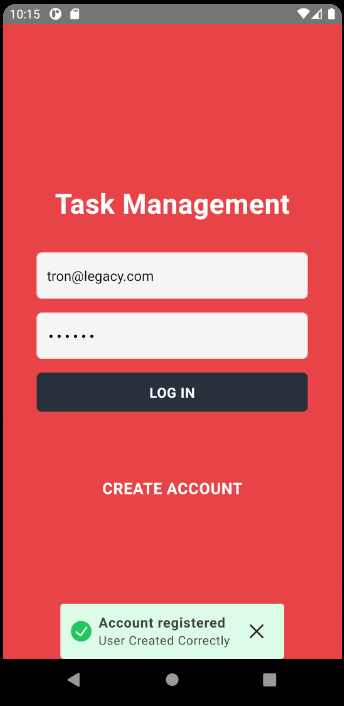 10:15
Task Management
tron@legacy.com
••••••
LOG IN
CREATE ACCOUNT
Account registered
User Created Correctly